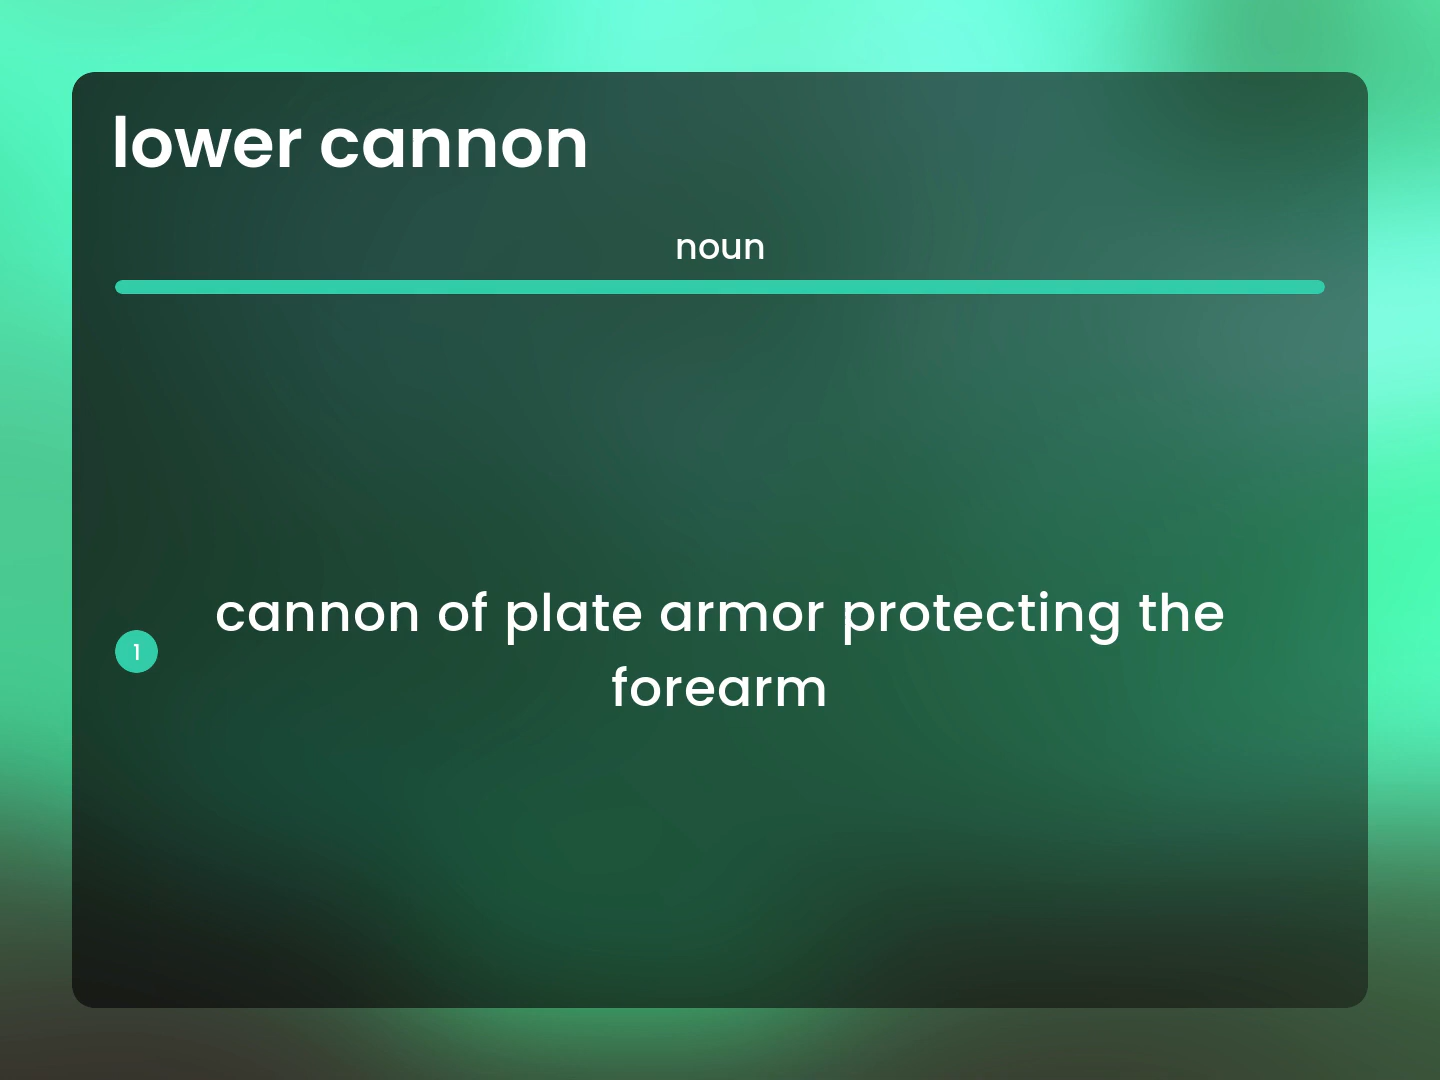 lower cannon
noun
cannon of plate armor protecting the
1
forearm